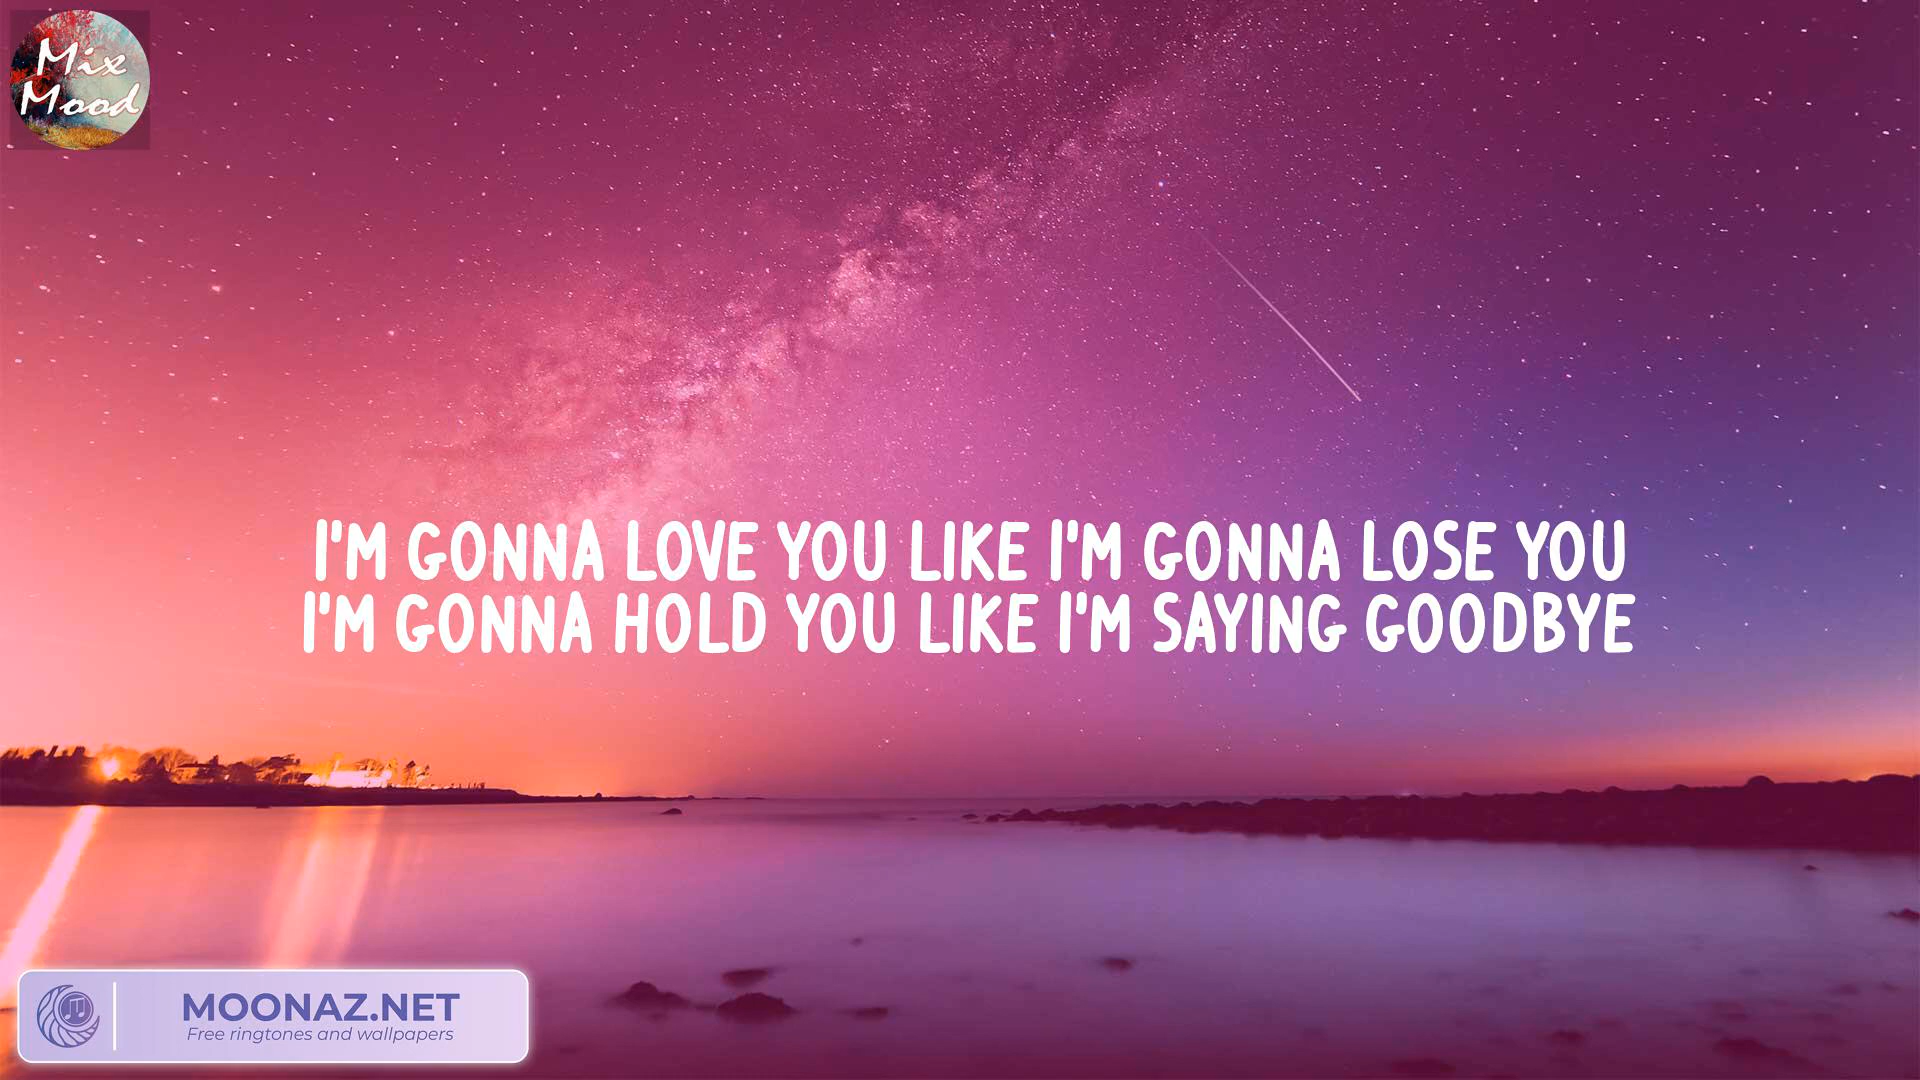 Mix
Mood
I'M GONNA LOVE YOU LIKE I'M GONNA LOSE YOU
I'M GONNA HOLD YOU LIKE I'M SAYING GOODBYE
MOONAZ.NET
Free ringtones and wallpapers